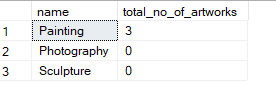 name total_no_of_artworks
1 Painting 3
2 Photography 0
3 Sculpture 0